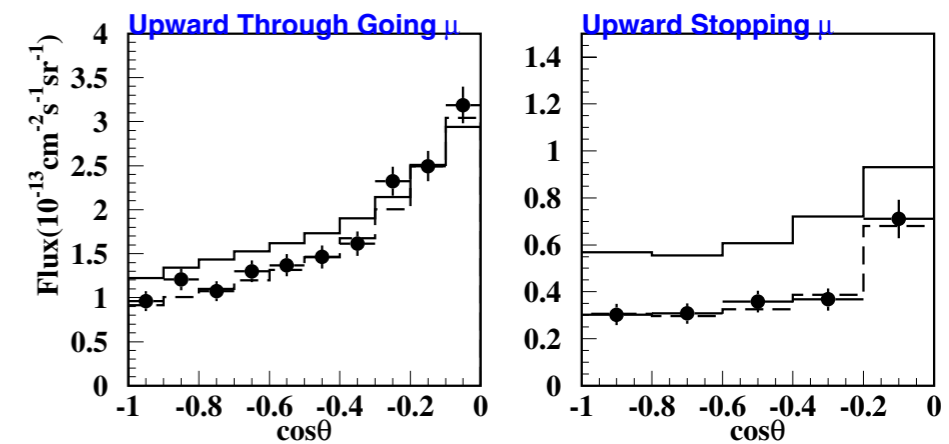 Upward Through Going μ
Upward Stopping μ
Flux(10⁻¹³cm⁻²s⁻¹sr⁻¹)
4
3.5
3
2.5
2
1.5
1
0.5
0
-1 -0.8 -0.6 -0.4 -0.2 0
cosθ
1.4
1.2
1
0.8
0.6
0.4
0.2
0
-1 -0.8 -0.6 -0.4 -0.2 0
cosθ